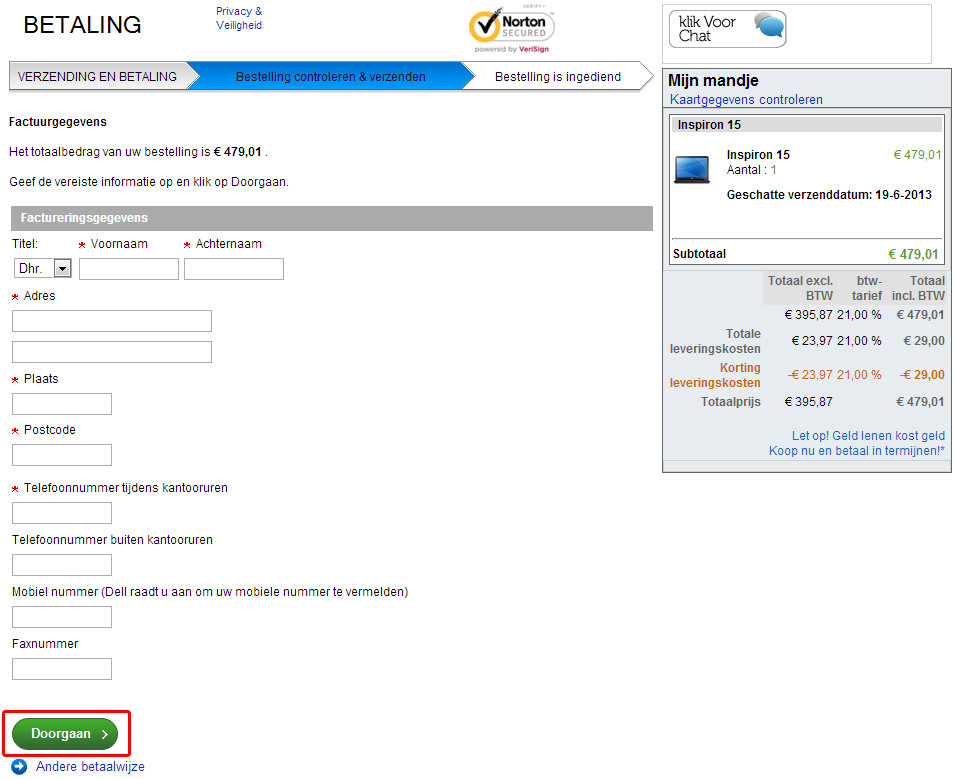 BETALING
Privacy &
Veiligheid
VERIFY›
Norton
SECURED
powered by VeriSign
VERZENDING EN BETALING
Bestelling controleren & verzenden
Bestelling is ingediend
Factuurgegevens
Het totaalbedrag van uw bestelling is € 479,01 .
Geef de vereiste informatie op en klik op Doorgaan.
Factureringsgegevens
Titel: * Voornaam * Achternaam
Dhr.
* Adres
* Plaats
* Postcode
* Telefoonnummer tijdens kantooruren
Telefoonnummer buiten kantooruren
Mobiel nummer (Dell raadt u aan om uw mobiele nummer te vermelden)
Faxnummer
Doorgaan
Andere betaalwijze
klik Voor
Chat
Mijn mandje
Kaartgegevens controleren
Inspiron 15
Inspiron 15 € 479,01
Aantal : 1
Geschatte verzenddatum: 19-6-2013
Subtotaal € 479,01
Totaal excl. btw- Totaal
BTW tarief incl. BTW
€ 395,87 21,00 % € 479,01
Totale
leveringskosten € 23,97 21,00 % € 29,00
Korting
leveringskosten -€ 23,97 21,00 % -€ 29,00
Totaalprijs € 395,87 € 479,01
Let op! Geld lenen kost geld
Koop nu en betaal in termijnen!*